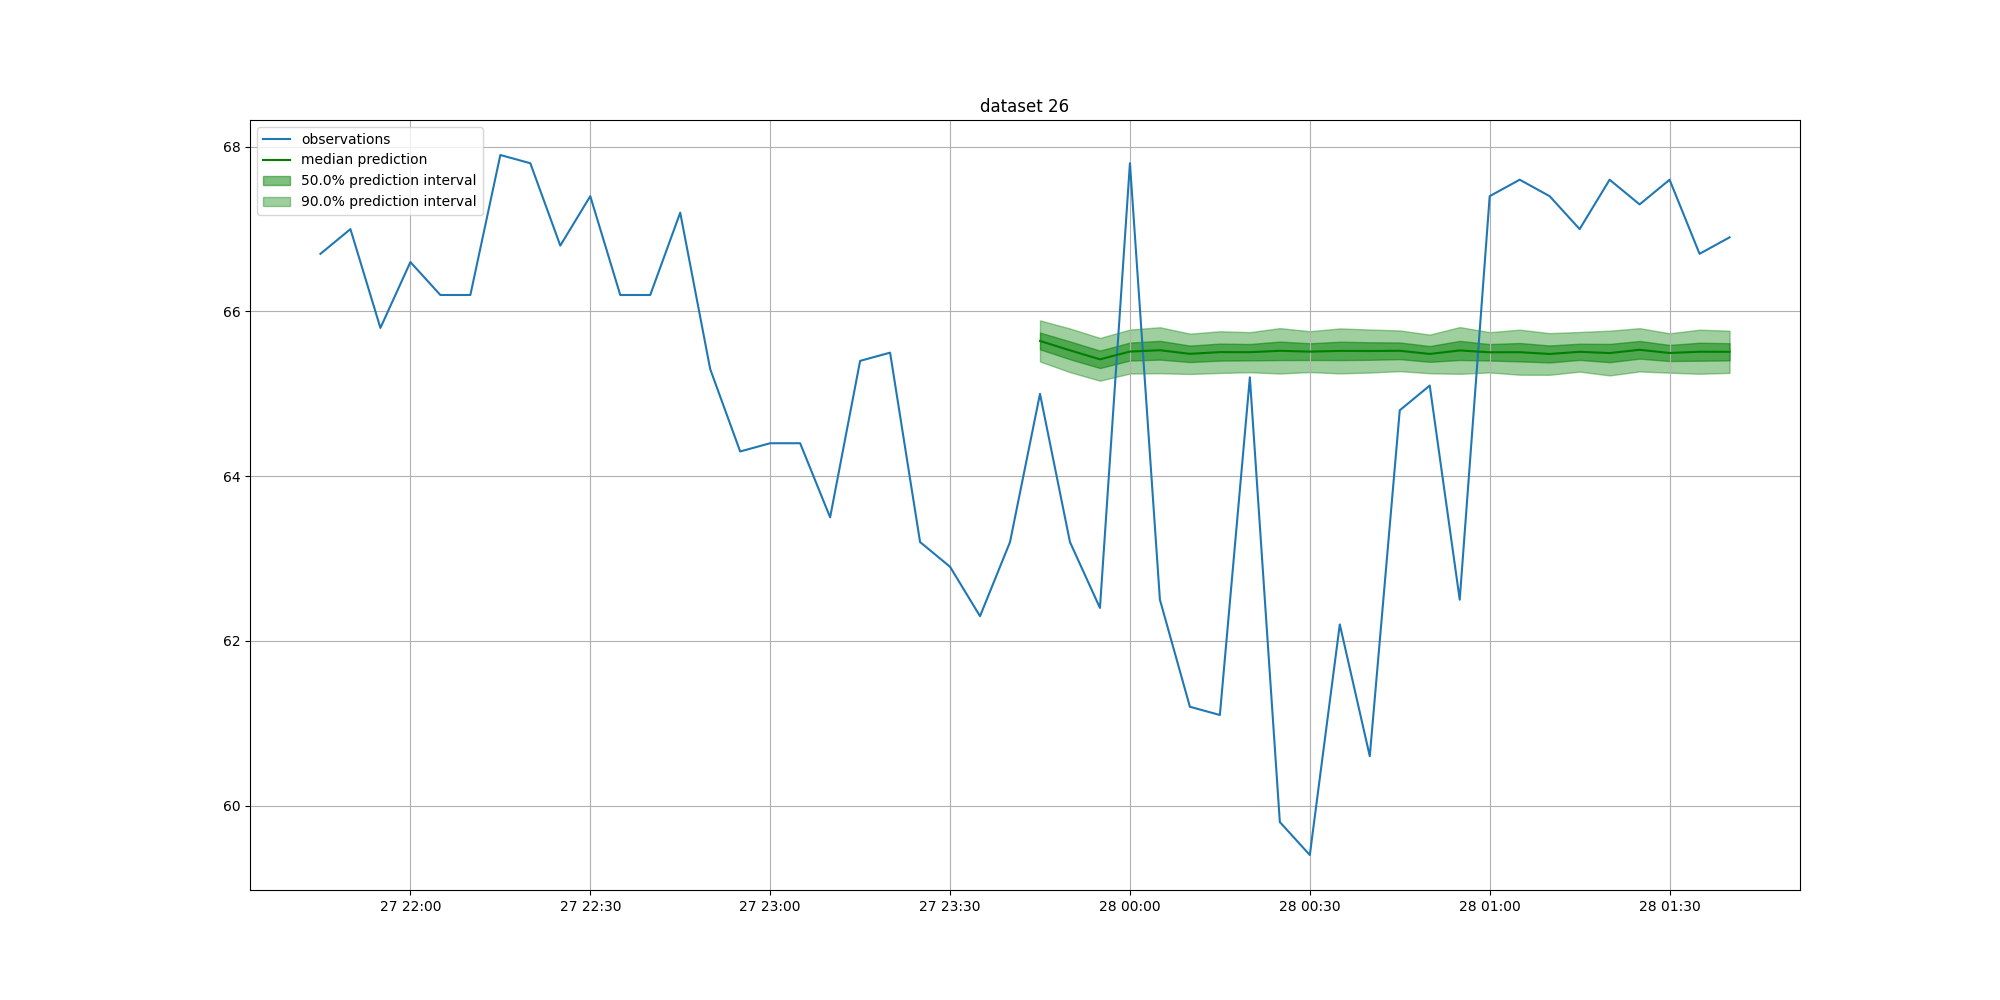 dataset 26
observations
median prediction
50.0% prediction interval
90.0% prediction interval
68
66
64
62
60
27 22:00
27 22:30
27 23:00
27 23:30
28 00:00
28 00:30
28 01:00
28 01:30